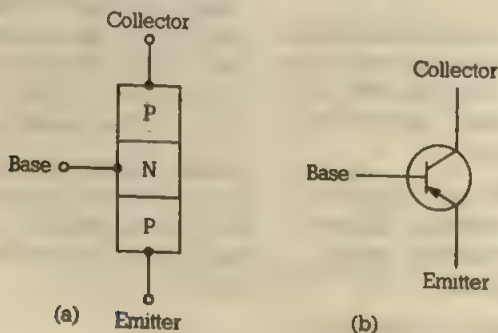 Collector
P
Base
N
P
(a)
Emitter
Collector
Base
Emitter
(b)